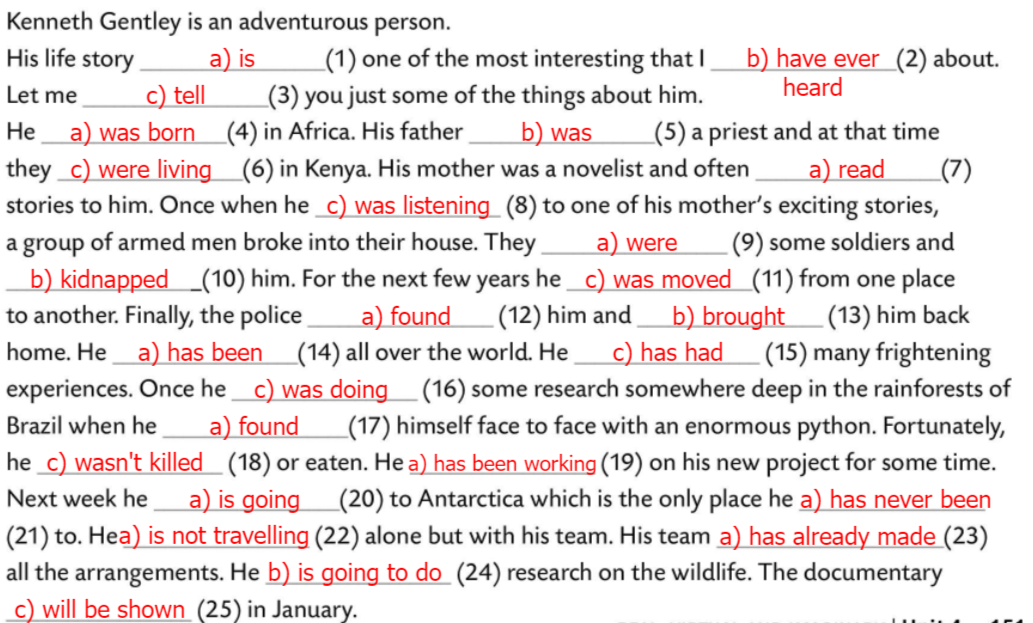 Kenneth Gentley is an adventurous person.
His life story a) is (1) one of the most interesting that I b) have ever heard (2) about.
Let me c) tell (3) you just some of the things about him.
He a) was born (4) in Africa. His father b) was (5) a priest and at that time
they c) were living (6) in Kenya. His mother was a novelist and often a) read (7)
stories to him. Once when he c) was listening (8) to one of his mother's exciting stories,
a group of armed men broke into their house. They a) were (9) some soldiers and
b) kidnapped _(10) him. For the next few years he c) was moved (11) from one place
to another. Finally, the police a) found (12) him and b) brought (13) him back
home. He a) has been (14) all over the world. He c) has had (15) many frightening
experiences. Once he c) was doing (16) some research somewhere deep in the rainforests of
Brazil when he a) found (17) himself face to face with an enormous python. Fortunately,
he c) wasn't killed (18) or eaten. He a) has been working (19) on his new project for some time.
Next week he a) is going (20) to Antarctica which is the only place he a) has never been
(21) to. He a) is not travelling (22) alone but with his team. His team a) has already made (23)
all the arrangements. He b) is going to do (24) research on the wildlife. The documentary
c) will be shown (25) in January.